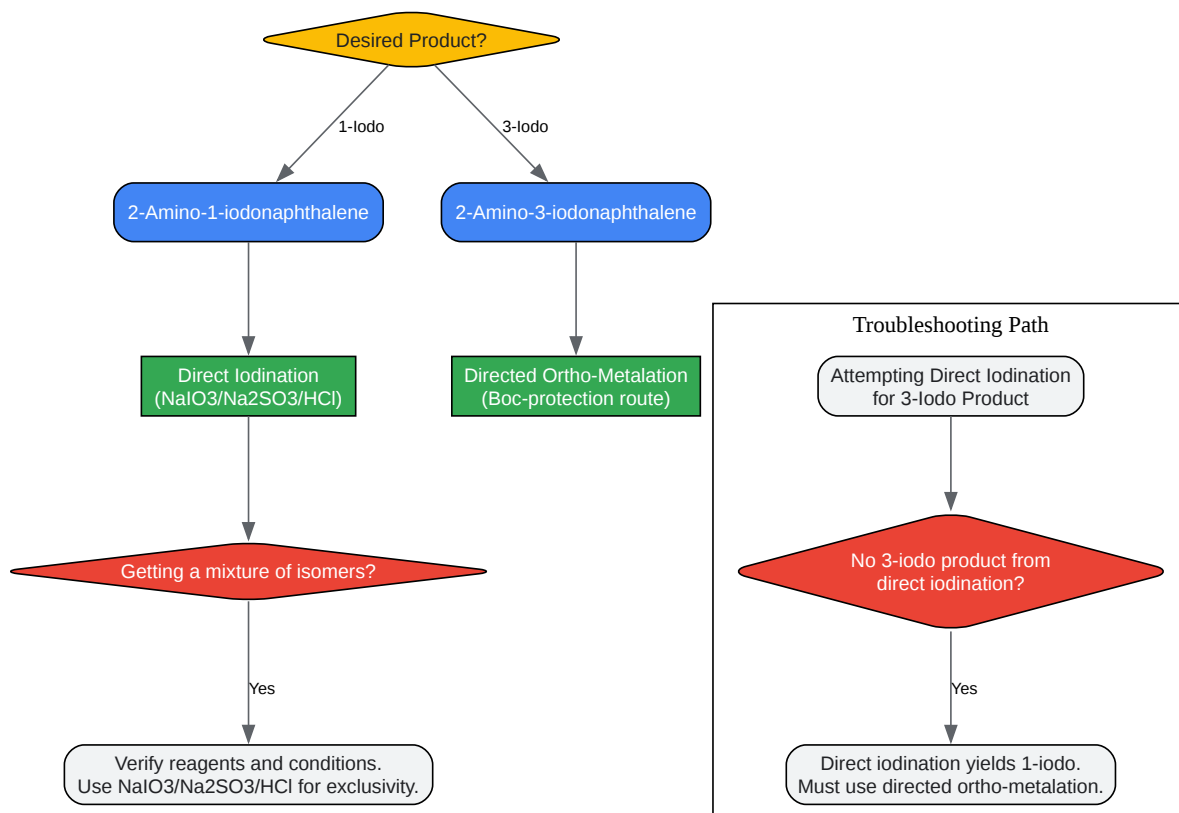 Desired Product?
1-Iodo
3-Iodo
2-Amino-1-iodonaphthalene
2-Amino-3-iodonaphthalene
Direct Iodination
(NaIO3/Na2SO3/HCl)
Directed Ortho-Metalation
(Boc-protection route)
Getting a mixture of isomers?
Yes
Verify reagents and conditions.
Use NaIO3/Na2SO3/HCl for exclusivity.
Troubleshooting Path
Attempting Direct Iodination
for 3-Iodo Product
No 3-iodo product from
direct iodination?
Yes
Direct iodination yields 1-iodo.
Must use directed ortho-metalation.